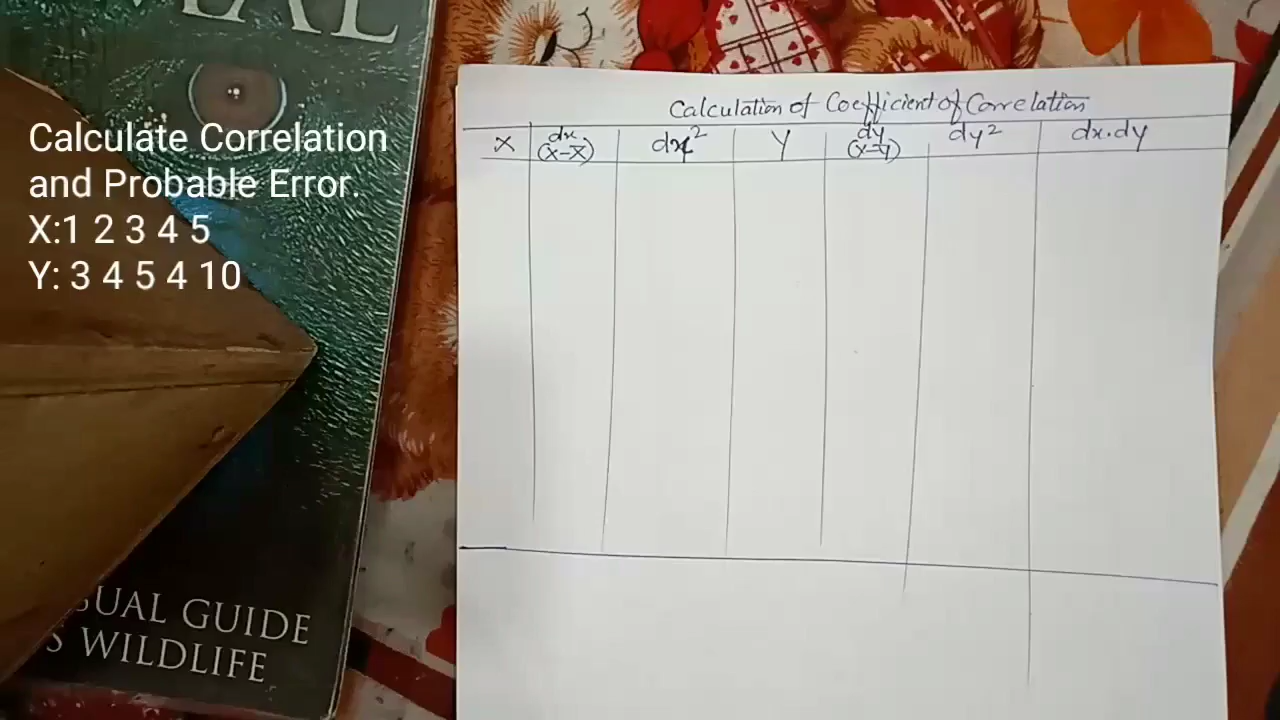 Calculate Correlation
and Probable Error.
X:1 2 3 4 5
Y: 3 4 5 4 10
UAL GUIDE
WILDLIFE
Calculation of Coefficient of Correlation
X dx (X-X̅) dx² Y dy (Y-Y̅) dy² dx.dy